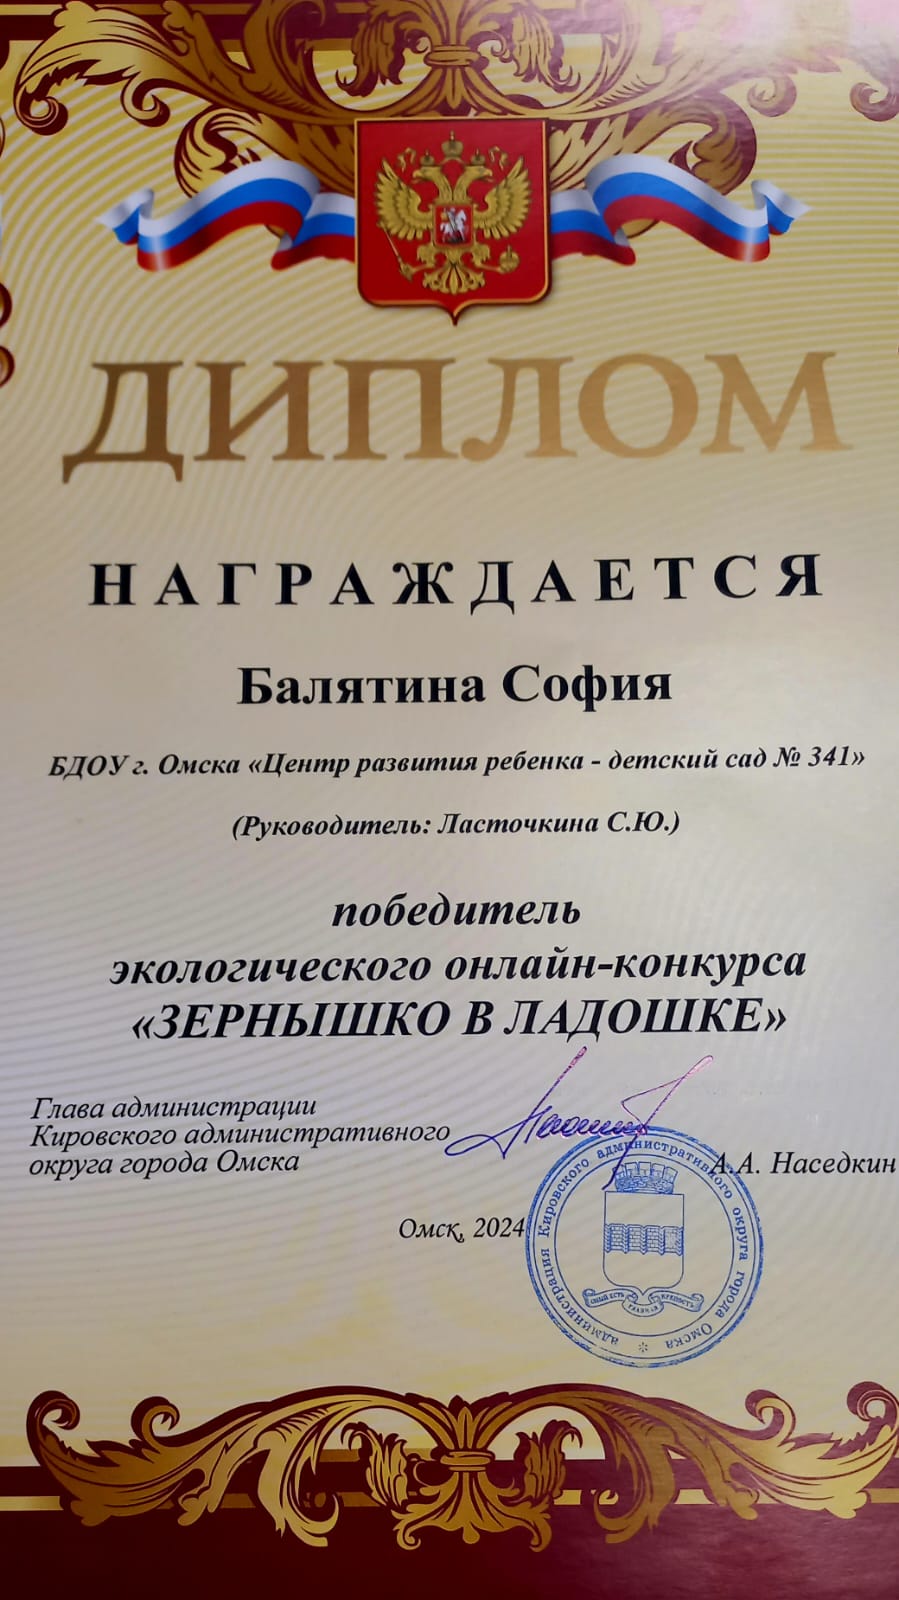 ДИПЛОМ
НАГРАЖДАЕТСЯ
Балятина София
БДОУ г. Омска «Центр развития ребенка - детский сад № 341»
(Руководитель: Ласточкина С.Ю.)
победитель
экологического онлайн-конкурса
«ЗЕРНЫШКО В ЛАДОШКЕ»
Глава администрации
Кировского административного
округа города Омска
А.А. Наседкин
Омск, 2024
администрация Кировского административного округа города Омска